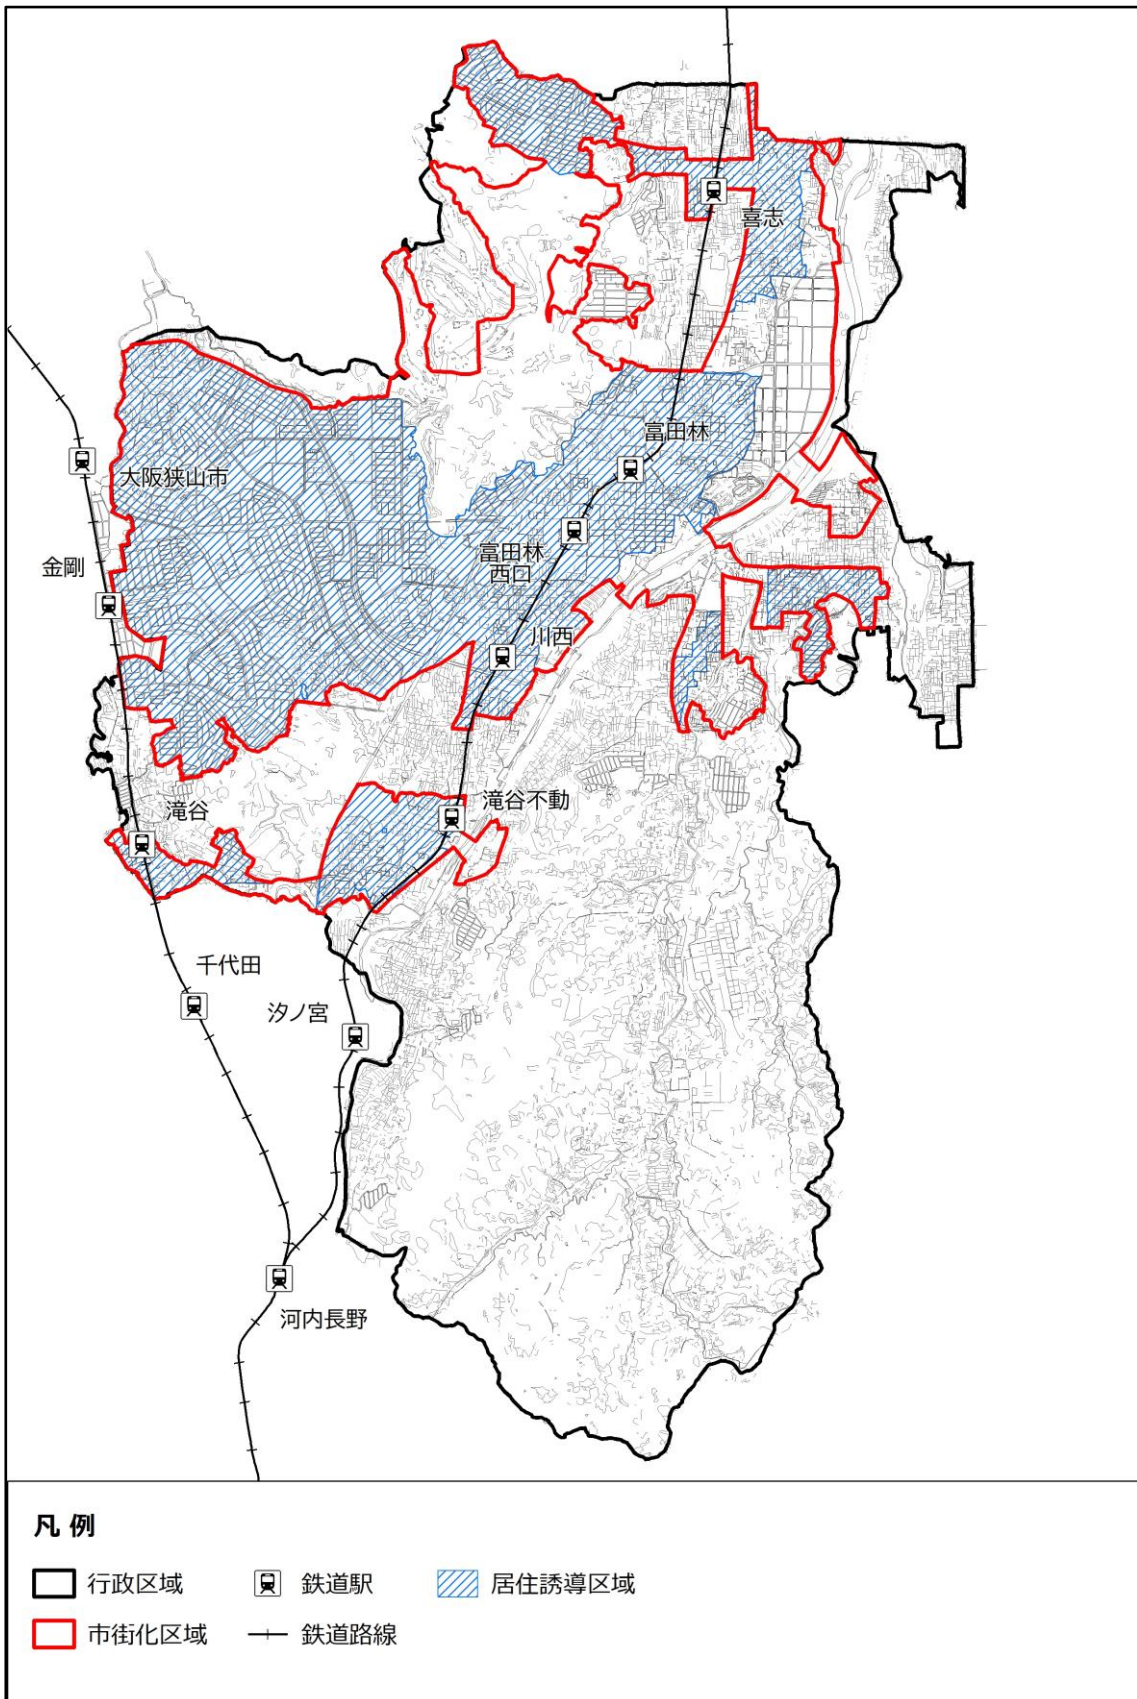 喜志
富田林
大阪狭山市
富田林
西口
金剛
川西
滝谷不動
滝谷
千代田
汐ノ宮
河内長野
凡 例
行政区域
鉄道駅
居住誘導区域
市街化区域
鉄道路線